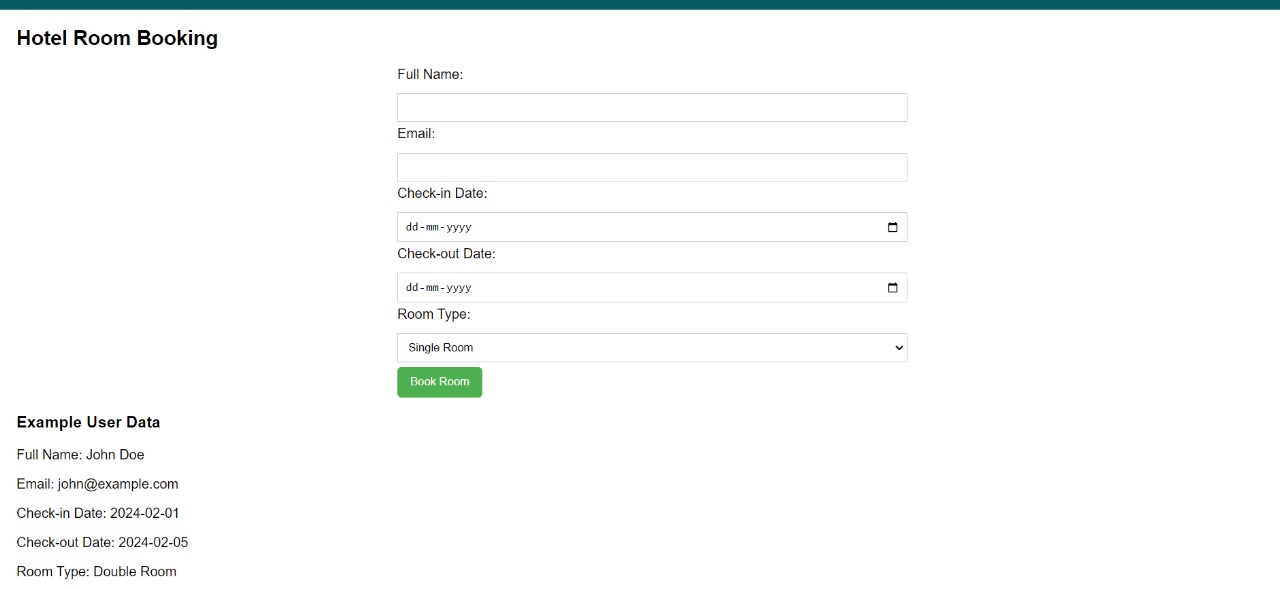 Hotel Room Booking
Full Name:
Email:
Check-in Date:
dd-mm-yyyy
Check-out Date:
dd-mm-yyyy
Room Type:
Single Room
Book Room
Example User Data
Full Name: John Doe
Email: john@example.com
Check-in Date: 2024-02-01
Check-out Date: 2024-02-05
Room Type: Double Room